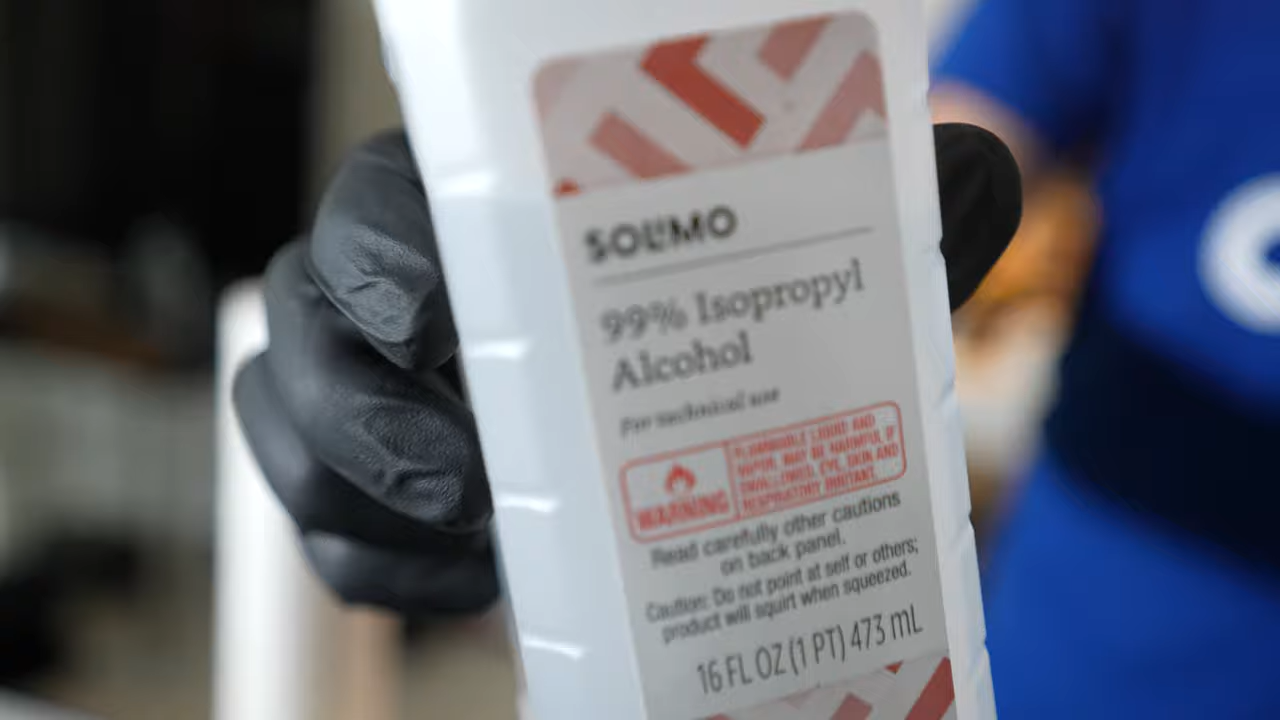 SOLIMO
99% Isopropyl
Alcohol
For technical use
WARNING
FLAMMABLE LIQUID AND
VAPOR. MAY BE HARMFUL IF
SWALLOWED. EYE, SKIN AND
RESPIRATORY IRRITANT.
Read carefully other cautions
on back panel.
Caution: Do not point at self or others;
product will squirt when squeezed.
16 FL OZ (1 PT) 473 mL